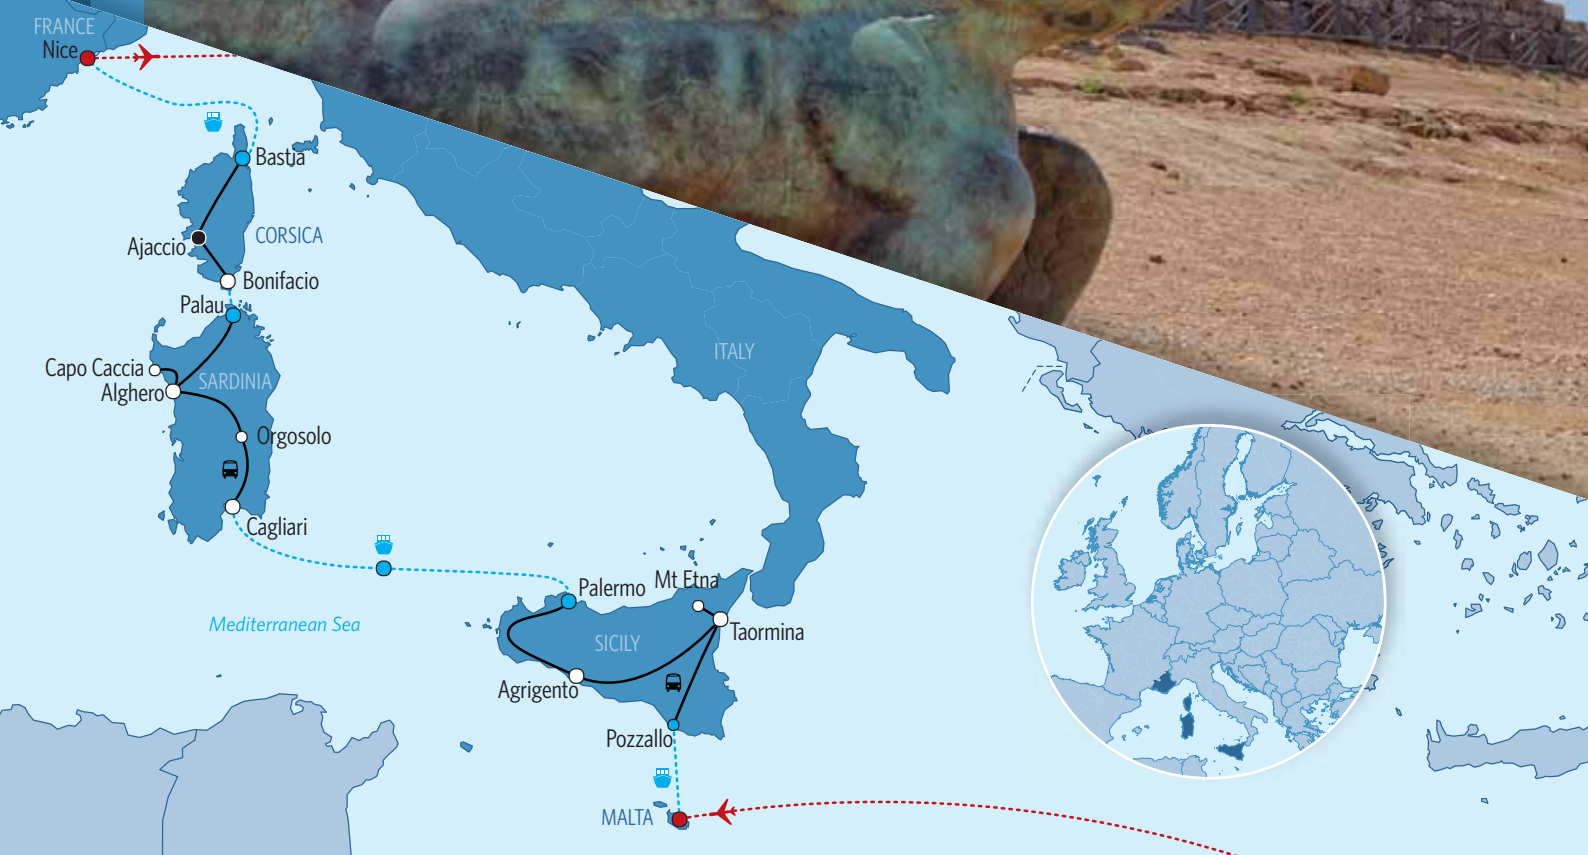 FRANCE
Nice
Bastia
CORSICA
Ajaccio
Bonifacio
Palau
Capo Caccia
SARDINIA
Alghero
ITALY
Orgosolo
Cagliari
Mediterranean Sea
Palermo
Mt Etna
Taormina
SICILY
Agrigento
Pozzallo
MALTA